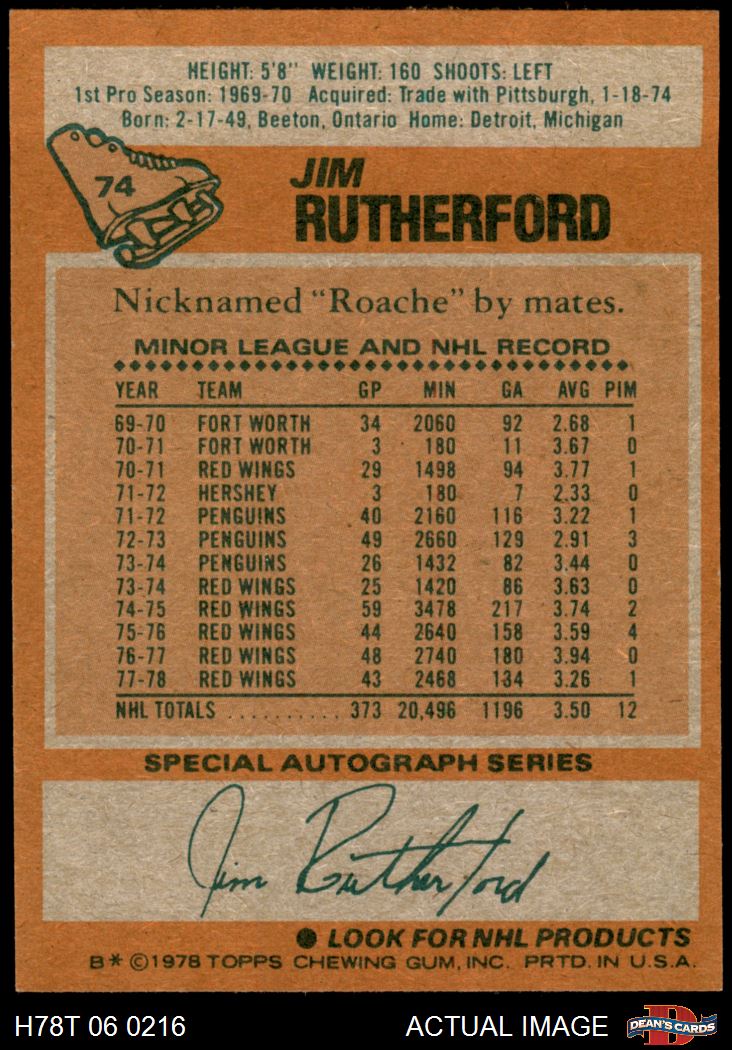 HEIGHT: 5'8" WEIGHT: 160 SHOOTS: LEFT
1st Pro Season: 1969-70 Acquired: Trade with Pittsburgh, 1-18-74
Born: 2-17-49, Beeton, Ontario Home: Detroit, Michigan
74
JIM
RUTHERFORD
Nicknamed "Roache" by mates.
MINOR LEAGUE AND NHL RECORD
YEAR TEAM GP MIN GA AVG PIM
69-70 FORT WORTH 34 2060 92 2.68 1
70-71 FORT WORTH 3 180 11 3.67 0
70-71 RED WINGS 29 1498 94 3.77 1
71-72 HERSHEY 3 180 7 2.33 0
71-72 PENGUINS 40 2160 116 3.22 1
72-73 PENGUINS 49 2660 129 2.91 3
73-74 PENGUINS 26 1432 82 3.44 0
73-74 RED WINGS 25 1420 86 3.63 0
74-75 RED WINGS 59 3478 217 3.74 2
75-76 RED WINGS 44 2640 158 3.59 4
76-77 RED WINGS 48 2740 180 3.94 0
77-78 RED WINGS 43 2468 134 3.26 1
NHL TOTALS .......... 373 20,496 1196 3.50 12
SPECIAL AUTOGRAPH SERIES
Jim Rutherford
● LOOK FOR NHL PRODUCTS
B* ©1978 TOPPS CHEWING GUM, INC. PRTD. IN U.S.A.
H78T 06 0216 ACTUAL IMAGE D DEAN'S CARDS